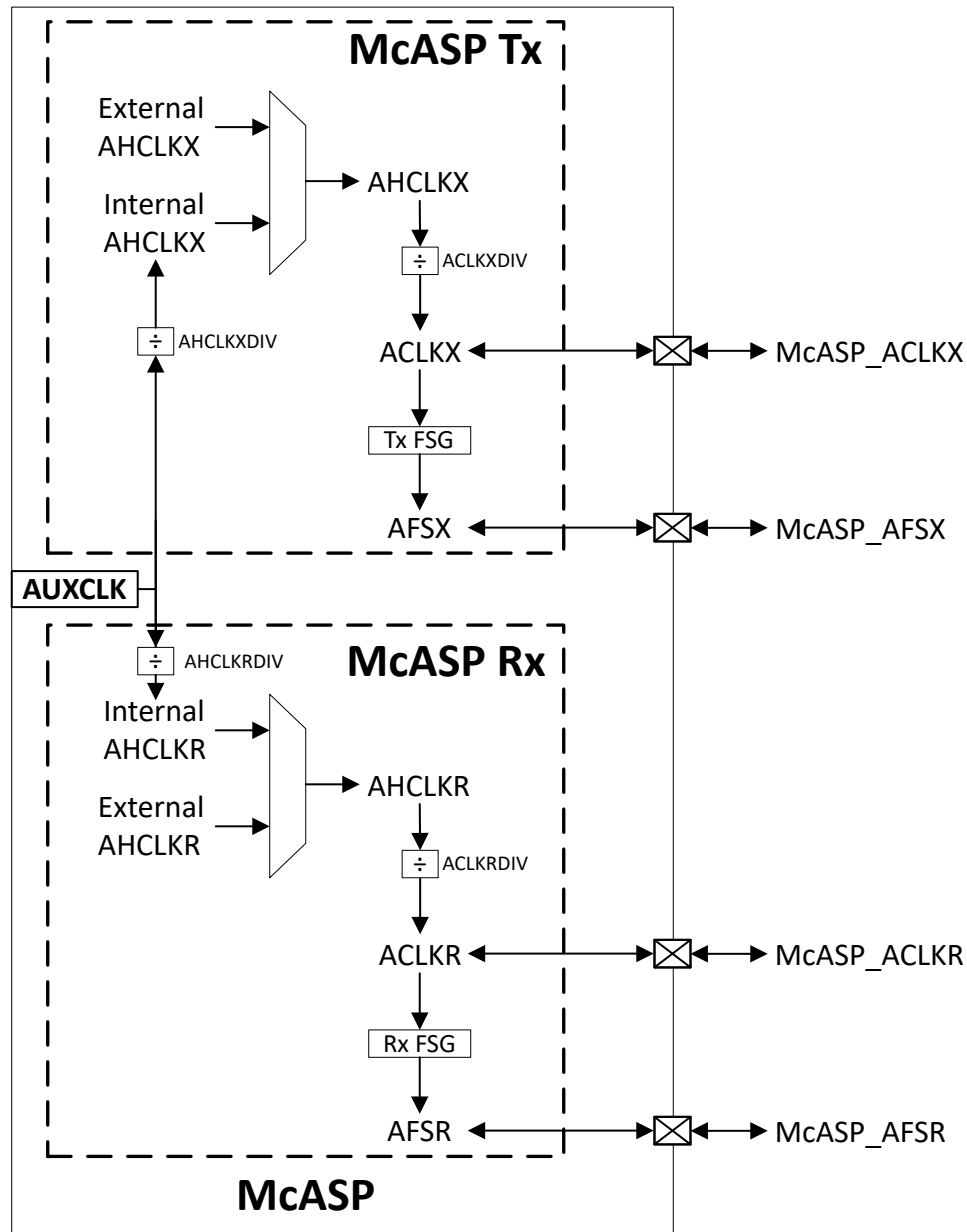 McASP Tx
External
AHCLKX
Internal
AHCLKX
AHCLKX
÷ ACLKXDIV
÷ AHCLKXDIV
ACLKX
McASP_ACLKX
Tx FSG
AFSX
McASP_AFSX
AUXCLK
÷ AHCLKRDIV
McASP Rx
Internal
AHCLKR
External
AHCLKR
AHCLKR
÷ ACLKRDIV
ACLKR
McASP_ACLKR
Rx FSG
AFSR
McASP_AFSR
McASP